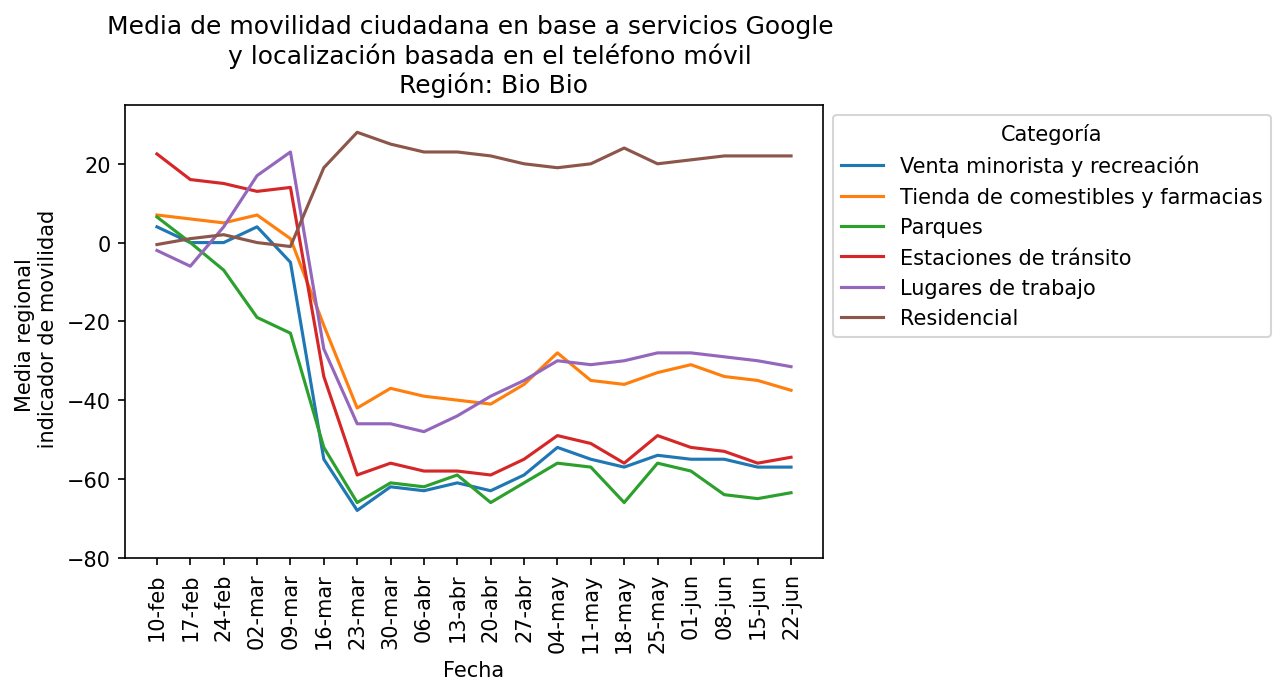 Media de movilidad ciudadana en base a servicios Google
y localización basada en el teléfono móvil
Región: Bio Bio
Media regional
indicador de movilidad
20
0
−20
−40
−60
−80
10-feb
17-feb
24-feb
02-mar
09-mar
16-mar
23-mar
30-mar
06-abr
13-abr
20-abr
27-abr
04-may
11-may
18-may
25-may
01-jun
08-jun
15-jun
22-jun
Fecha
Categoría
Venta minorista y recreación
Tienda de comestibles y farmacias
Parques
Estaciones de tránsito
Lugares de trabajo
Residencial